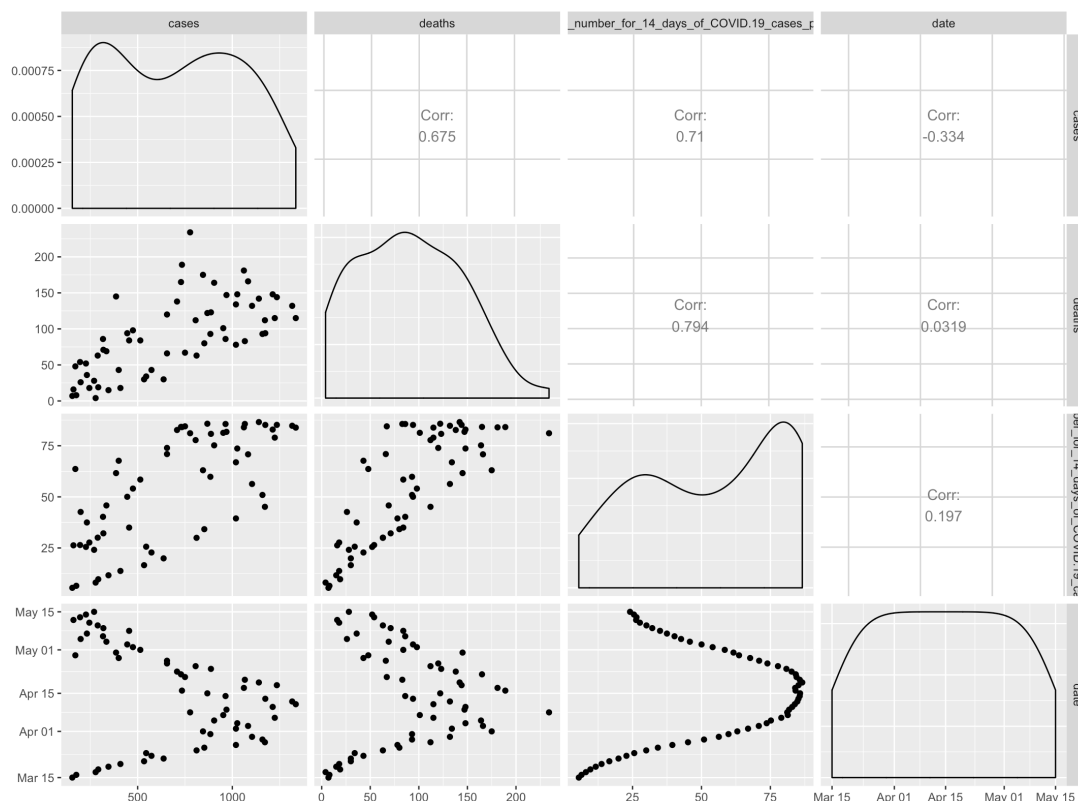 cases
deaths
_number_for_14_days_of_COVID.19_cases_p
date
0.00075
0.00050
0.00025
0.00000
Corr:
0.675
Corr:
0.71
Corr:
-0.334
cases
200
150
100
50
0
Corr:
0.794
Corr:
0.0319
deaths
75
50
25
Corr:
0.197
ber_for_14_days_of_COVID.19_ca
May 15
May 01
Apr 15
Apr 01
Mar 15
date
500
1000
0
50
100
150
200
25
50
75
Mar 15
Apr 01
Apr 15
May 01
May 15